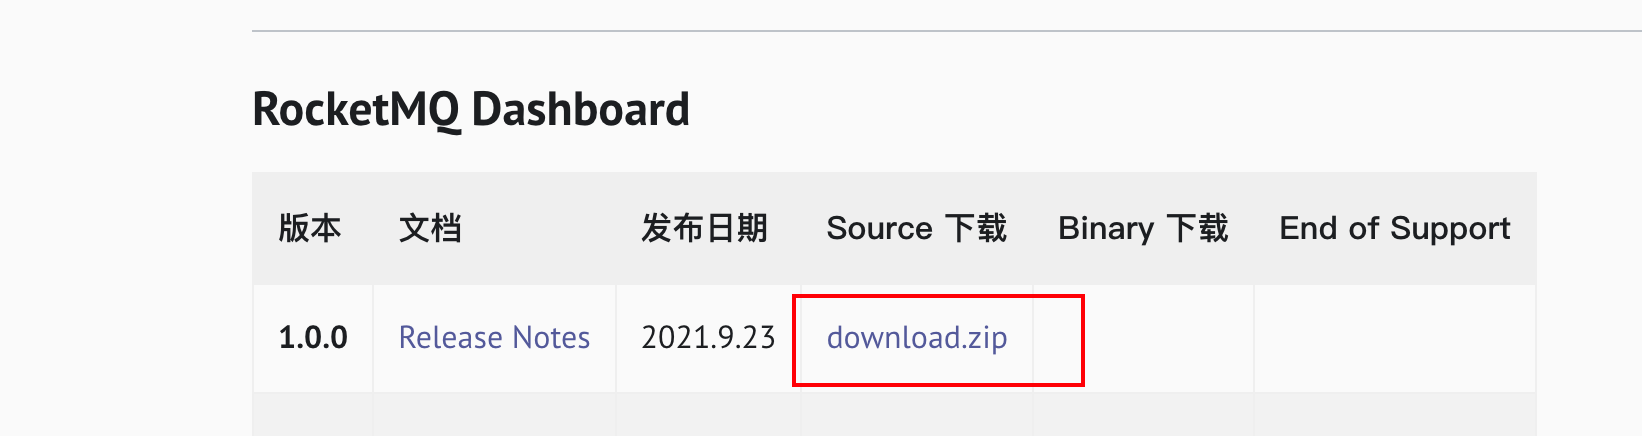 RocketMQ Dashboard
版本 文档 发布日期 Source 下载 Binary 下载 End of Support
1.0.0 Release Notes 2021.9.23 download.zip